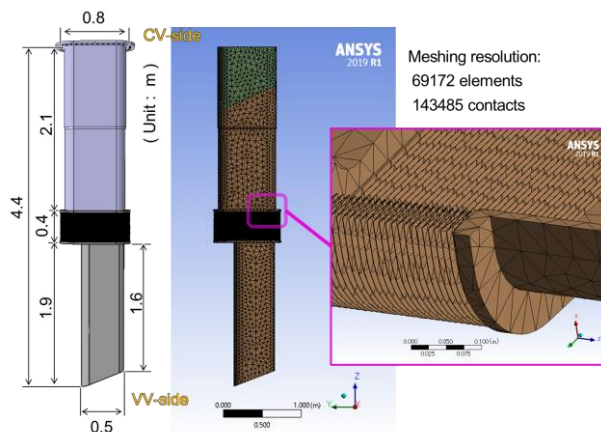 0.8
CV-side
4.4
2.1
( Unit : m )
0.4
1.9
1.6
VV-side
0.5
ANSYS
2019 R1
0.000
1.000 (m)
0.500
Z
Y
X
Meshing resolution:
69172 elements
143485 contacts
ANSYS
2019 R1
0.000
0.050
0.100 (m)
0.025
0.075